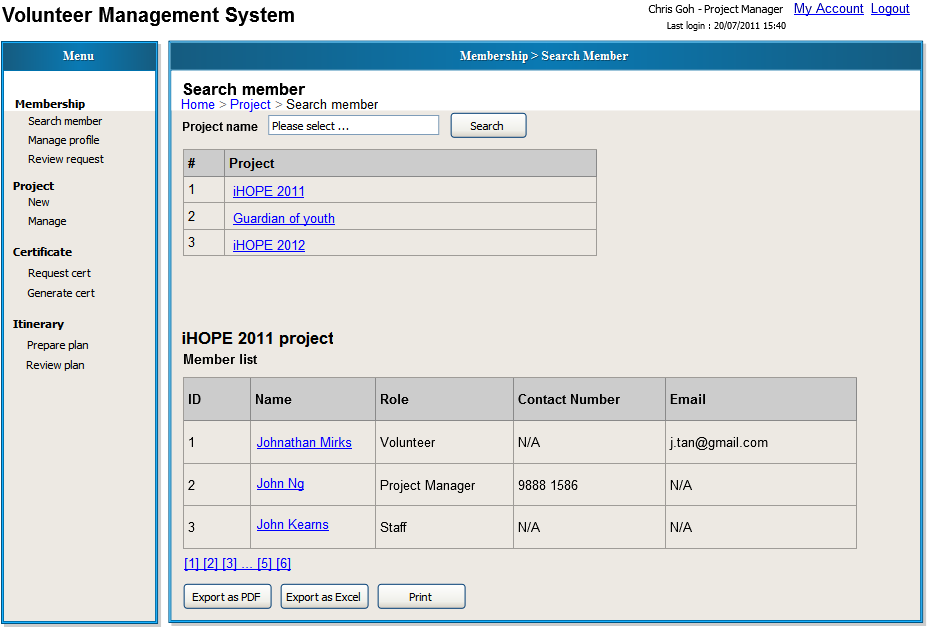 Volunteer Management System
Chris Goh - Project Manager My Account Logout
Last login : 20/07/2011 15:40
Menu
Membership
Search member
Manage profile
Review request
Project
New
Manage
Certificate
Request cert
Generate cert
Itinerary
Prepare plan
Review plan
Membership > Search Member
Search member
Home > Project > Search member
Project name Please select ... Search
# Project
1 iHOPE 2011
2 Guardian of youth
3 iHOPE 2012
iHOPE 2011 project
Member list
ID Name Role Contact Number Email
1 Johnathan Mirks Volunteer N/A j.tan@gmail.com
2 John Ng Project Manager 9888 1586 N/A
3 John Kearns Staff N/A N/A
[1] [2] [3] ... [5] [6]
Export as PDF Export as Excel Print